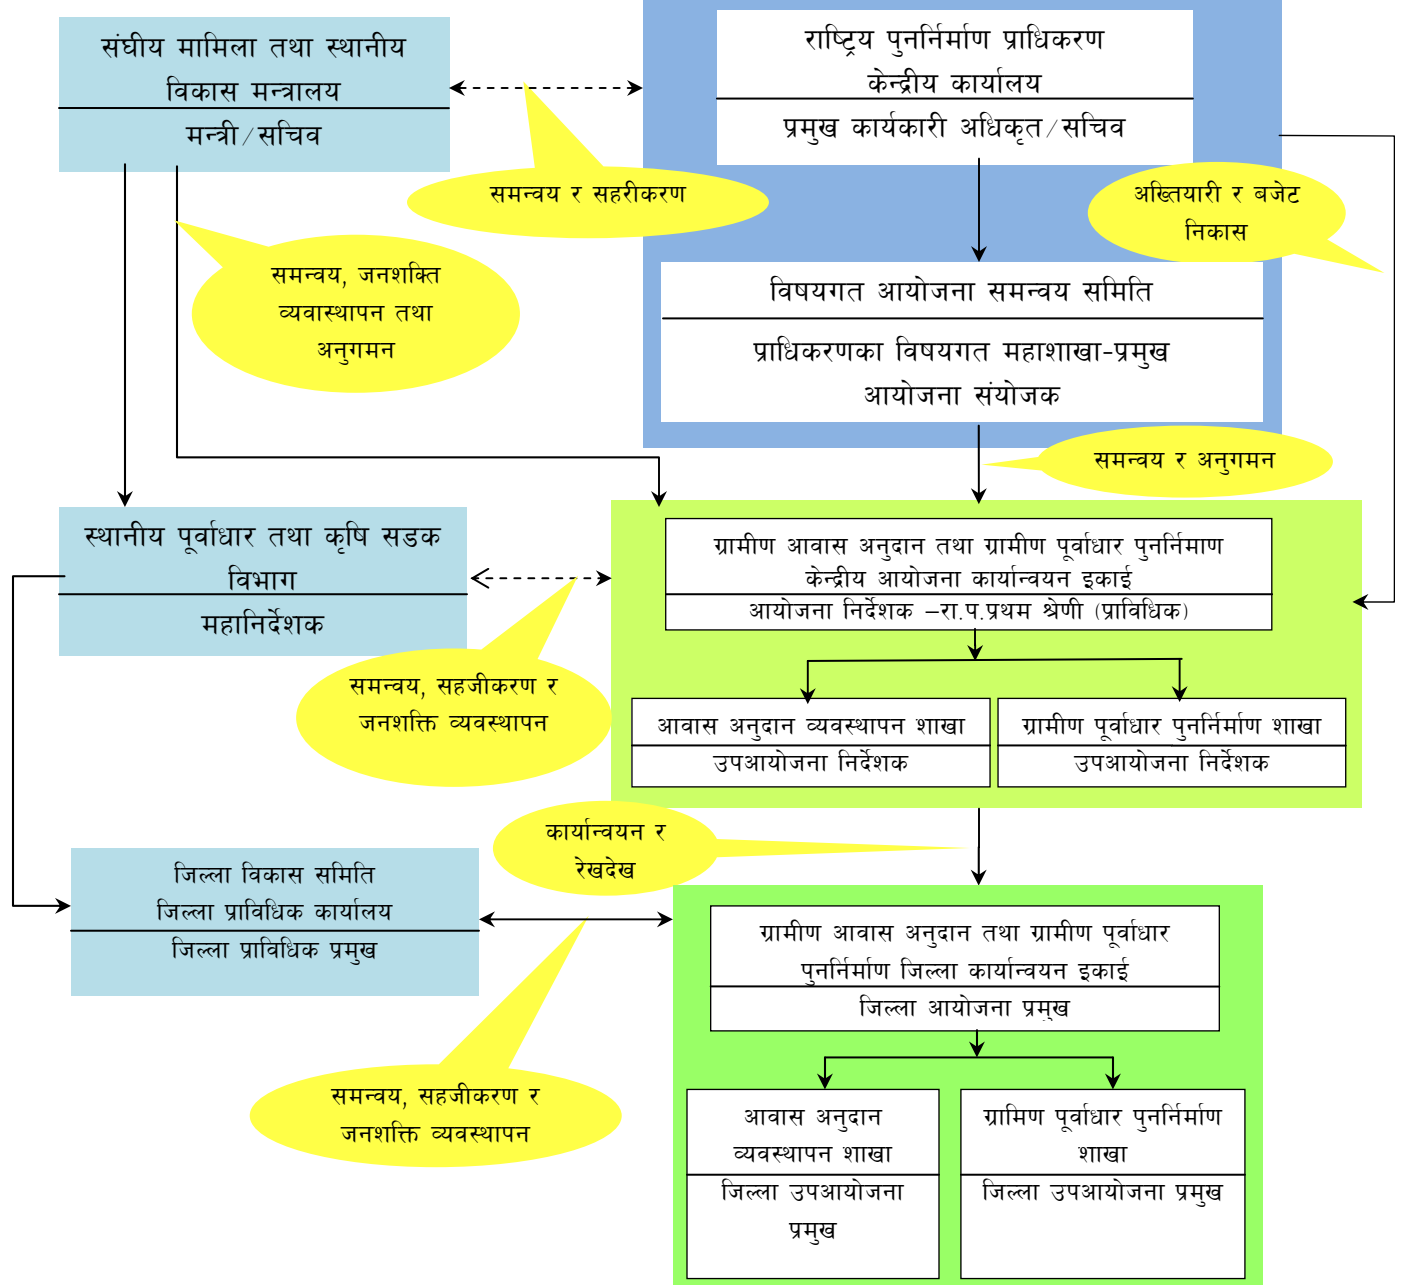 संघीय मामिला तथा स्थानीय
विकास मन्त्रालय
मन्त्री/सचिव
राष्ट्रिय पुनर्निर्माण प्राधिकरण
केन्द्रीय कार्यालय
प्रमुख कार्यकारी अधिकृत/सचिव
समन्वय र सहरीकरण
अख्तियारी र बजेट
निकास
समन्वय, जनशक्ति
व्यवास्थापन तथा
अनुगमन
विषयगत आयोजना समन्वय समिति
प्राधिकरणका विषयगत महाशाखा-प्रमुख
आयोजना संयोजक
समन्वय र अनुगमन
स्थानीय पूर्वाधार तथा कृषि सडक
विभाग
महानिर्देशक
ग्रामीण आवास अनुदान तथा ग्रामीण पूर्वाधार पुनर्निमाण
केन्द्रीय आयोजना कार्यान्वयन इकाई
आयोजना निर्देशक –रा.प.प्रथम श्रेणी (प्राविधिक)
समन्वय, सहजीकरण र
जनशक्ति व्यवस्थापन
आवास अनुदान व्यवस्थापन शाखा
उपआयोजना निर्देशक
ग्रामीण पूर्वाधार पुनर्निर्माण शाखा
उपआयोजना निर्देशक
कार्यान्वयन र
रेखदेख
जिल्ला विकास समिति
जिल्ला प्राविधिक कार्यालय
जिल्ला प्राविधिक प्रमुख
ग्रामीण आवास अनुदान तथा ग्रामीण पूर्वाधार
पुनर्निर्माण जिल्ला कार्यान्वयन इकाई
जिल्ला आयोजना प्रमुख
समन्वय, सहजीकरण र
जनशक्ति व्यवस्थापन
आवास अनुदान
व्यवस्थापन शाखा
जिल्ला उपआयोजना
प्रमुख
ग्रामिण पूर्वाधार पुनर्निर्माण
शाखा
जिल्ला उपआयोजना प्रमुख